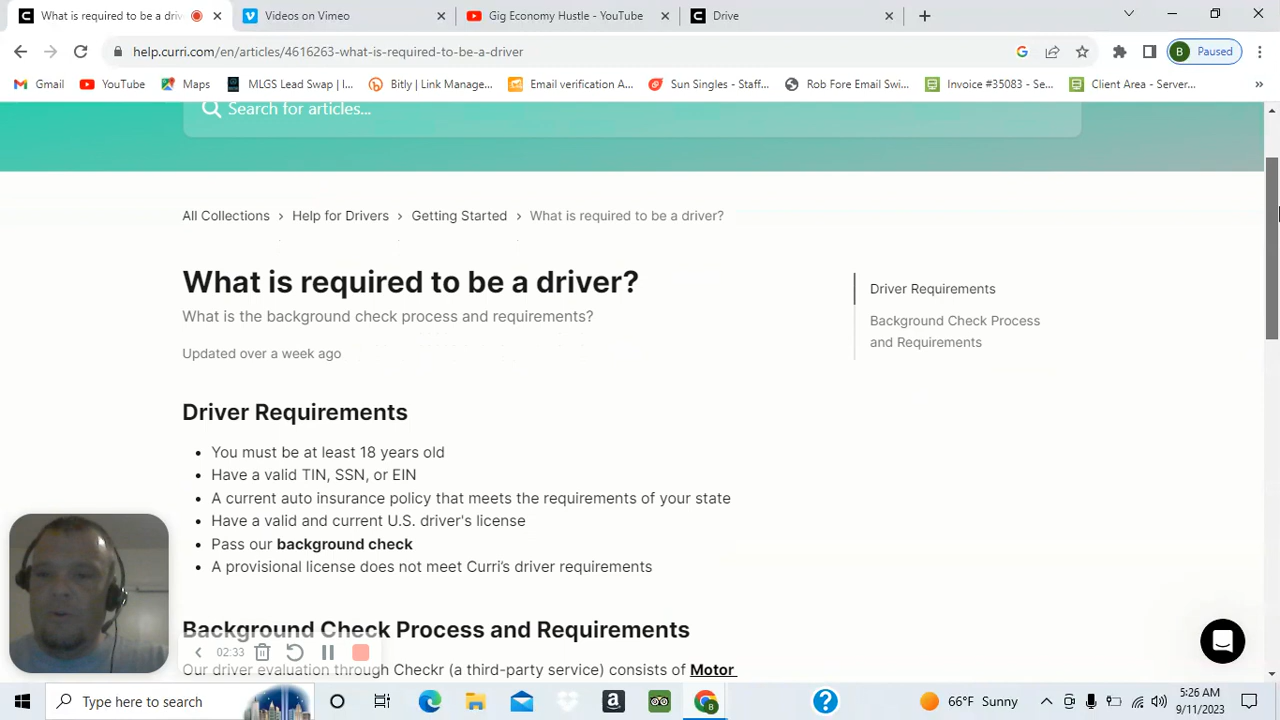 What is required to be a driv
Videos on Vimeo
Gig Economy Hustle - YouTube
Drive
help.curri.com/en/articles/4616263-what-is-required-to-be-a-driver
B
Paused
Gmail
YouTube
Maps
MLGS Lead Swap | I...
Bitly | Link Manage...
Email verification A...
Sun Singles - Staff...
Rob Fore Email Swi...
Invoice #35083 - Se...
Client Area - Server...
Search for articles...
All Collections > Help for Drivers > Getting Started > What is required to be a driver?
What is required to be a driver?
What is the background check process and requirements?
Updated over a week ago
Driver Requirements
Background Check Process
and Requirements
Driver Requirements
• You must be at least 18 years old
• Have a valid TIN, SSN, or EIN
• A current auto insurance policy that meets the requirements of your state
• Have a valid and current U.S. driver's license
• Pass our background check
• A provisional license does not meet Curri's driver requirements
Background Check Process and Requirements
02:33
Our driver evaluation through Checkr (a third-party service) consists of Motor
Type here to search
66°F Sunny
5:26 AM
9/11/2023